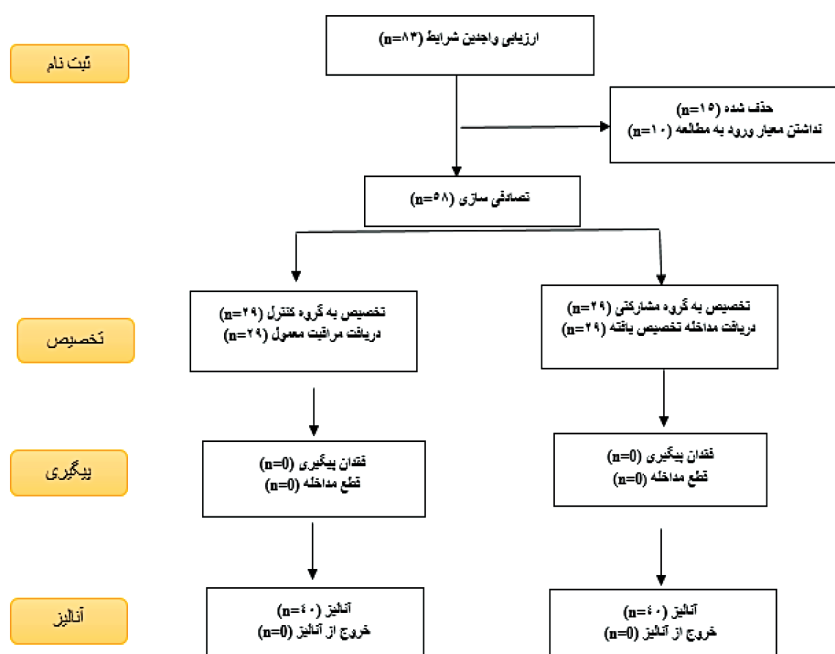 ارزیابی واجدین شرایط (n=۸۳)
ثبت نام
حذف شده (n=۱۵)
نداشتن معیار ورود به مطالعه (n=۱۰)
تصادفی سازی (n=۵۸)
تخصیص به گروه مشارکتی (n=۲۹)
دریافت مداخله تخصیص یافته (n=۲۹)
تخصیص به گروه کنترل (n=۲۹)
دریافت مراقبت معمول (n=۲۹)
تخصیص
فقدان پیگیری (n=0)
قطع مداخله (n=0)
فقدان پیگیری (n=0)
قطع مداخله (n=0)
پیگیری
آنالیز (n=٤۰)
خروج از آنالیز (n=0)
آنالیز (n=٤۰)
خروج از آنالیز (n=0)
آنالیز